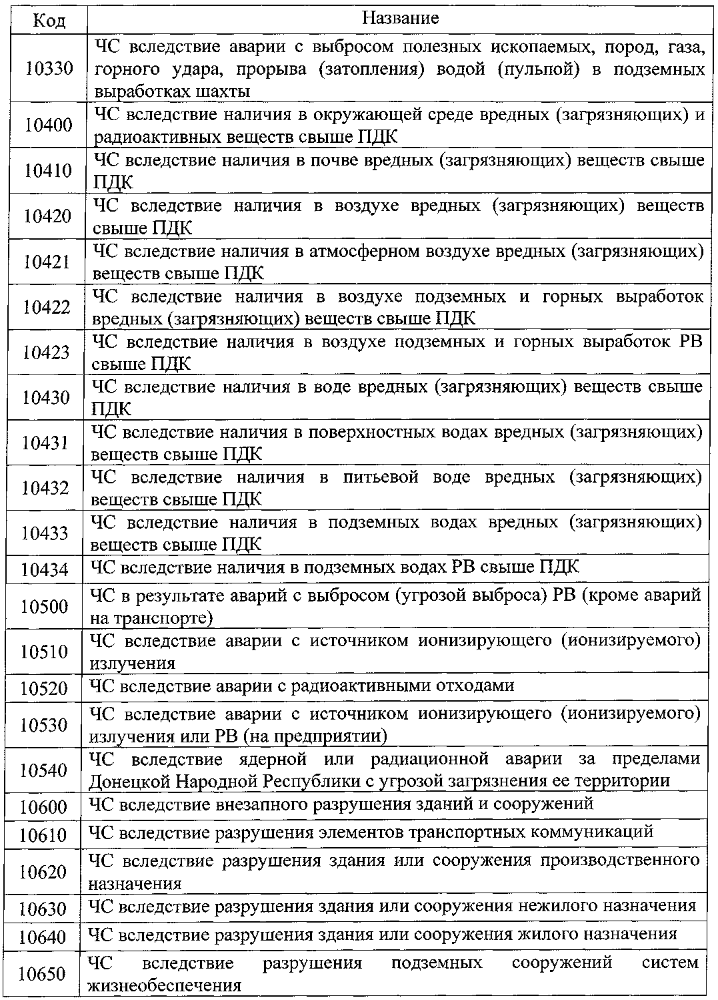 Код
Название
10330
ЧС вследствие аварии с выбросом полезных ископаемых, пород, газа,
горного удара, прорыва (затопления) водой (пульпой) в подземных
выработках шахты
10400
ЧС вследствие наличия в окружающей среде вредных (загрязняющих) и
радиоактивных веществ свыше ПДК
10410
ЧС вследствие наличия в почве вредных (загрязняющих) веществ свыше
ПДК
10420
ЧС вследствие наличия в воздухе вредных (загрязняющих) веществ
свыше ПДК
10421
ЧС вследствие наличия в атмосферном воздухе вредных (загрязняющих)
веществ свыше ПДК
10422
ЧС вследствие наличия в воздухе подземных и горных выработок
вредных (загрязняющих) веществ свыше ПДК
10423
ЧС вследствие наличия в воздухе подземных и горных выработок РВ
свыше ПДК
10430
ЧС вследствие наличия в воде вредных (загрязняющих) веществ свыше
ПДК
10431
ЧС вследствие наличия в поверхностных водах вредных (загрязняющих)
веществ свыше ПДК
10432
ЧС вследствие наличия в питьевой воде вредных (загрязняющих)
веществ свыше ПДК
10433
ЧС вследствие наличия в подземных водах вредных (загрязняющих)
веществ свыше ПДК
10434
ЧС вследствие наличия в подземных водах РВ свыше ПДК
10500
ЧС в результате аварий с выбросом (угрозой выброса) РВ (кроме аварий
на транспорте)
10510
ЧС вследствие аварии с источником ионизирующего (ионизируемого)
излучения
10520
ЧС вследствие аварии с радиоактивными отходами
10530
ЧС вследствие аварии с источником ионизирующего (ионизируемого)
излучения или РВ (на предприятии)
10540
ЧС вследствие ядерной или радиационной аварии за пределами
Донецкой Народной Республики с угрозой загрязнения ее территории
10600
ЧС вследствие внезапного разрушения зданий и сооружений
10610
ЧС вследствие разрушения элементов транспортных коммуникаций
10620
ЧС вследствие разрушения здания или сооружения производственного
назначения
10630
ЧС вследствие разрушения здания или сооружения нежилого назначения
10640
ЧС вследствие разрушения здания или сооружения жилого назначения
10650
ЧС вследствие разрушения подземных сооружений систем
жизнеобеспечения